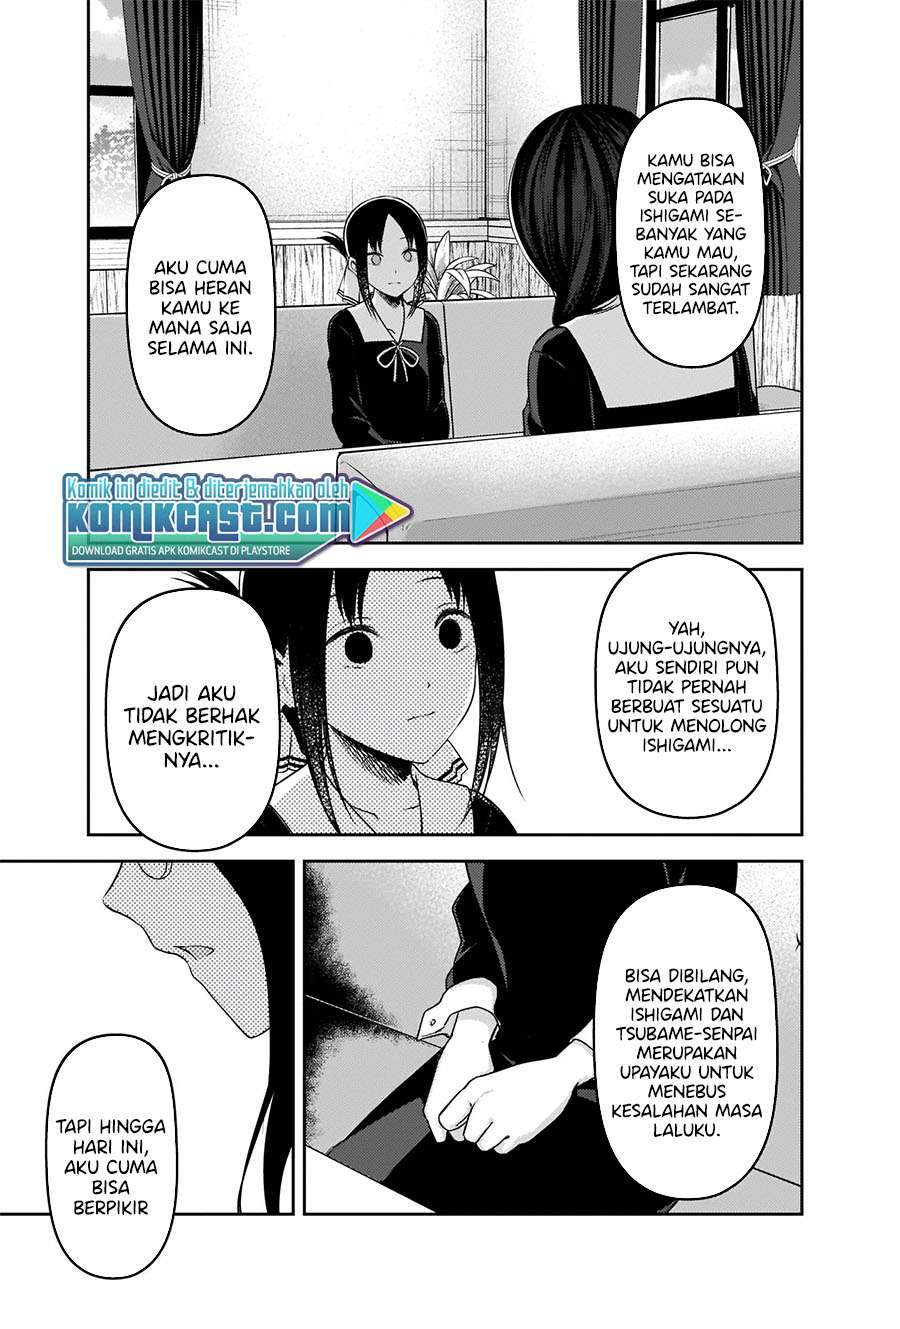 KAMU BISA
MENGATAKAN
SUKA PADA
ISHIGAMI SE-
BANYAK YANG
KAMU MAU,
TAPI SEKARANG
SUDAH SANGAT
TERLAMBAT.
AKU CUMA
BISA HERAN
KAMU KE
MANA SAJA
SELAMA INI.
Komik ini diedit & diterjemahkan oleh
KOMIKCAST.COM
DOWNLOAD GRATIS APK KOMIKCAST DI PLAYSTORE
YAH,
UJUNG-UJUNGNYA,
AKU SENDIRI PUN
TIDAK PERNAH
BERBUAT SESUATU
UNTUK MENOLONG
ISHIGAMI...
JADI AKU
TIDAK BERHAK
MENGKRITIK-
NYA...
BISA DIBILANG,
MENDEKATKAN
ISHIGAMI DAN
TSUBAME-SENPAI
MERUPAKAN
UPAYAKU UNTUK
MENEBUS
KESALAHAN MASA
LALUKU.
TAPI HINGGA
HARI INI,
AKU CUMA
BISA
BERPIKIR